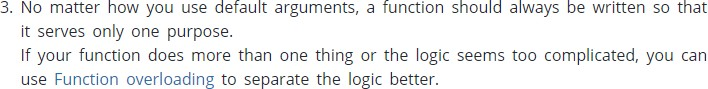 3. No matter how you use default arguments, a function should always be written so that
it serves only one purpose.
If your function does more than one thing or the logic seems too complicated, you can
use Function overloading to separate the logic better.